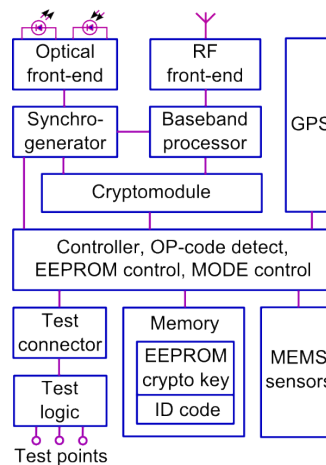 Optical
front-end
RF
front-end
GPS
Synchro-
generator
Baseband
processor
Cryptomodule
Controller, OP-code detect,
EEPROM control, MODE control
Test
connector
Memory
EEPROM
crypto key
ID code
MEMS
sensors
Test
logic
Test points